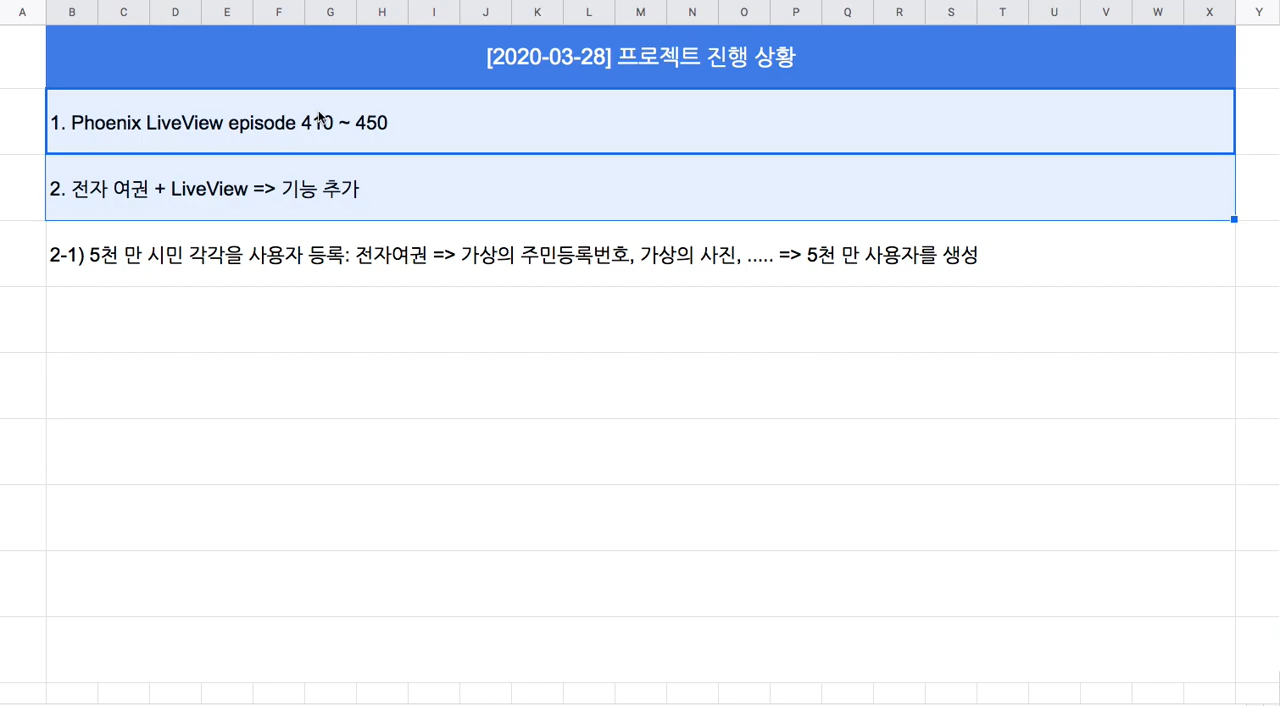 A B C D E F G H I J K L M N O P Q R S T U V W X Y
[2020-03-28] 프로젝트 진행 상황
1. Phoenix LiveView episode 410 ~ 450
2. 전자 여권 + LiveView => 기능 추가
2-1) 5천 만 시민 각각을 사용자 등록: 전자여권 => 가상의 주민등록번호, 가상의 사진, ..... => 5천 만 사용자를 생성